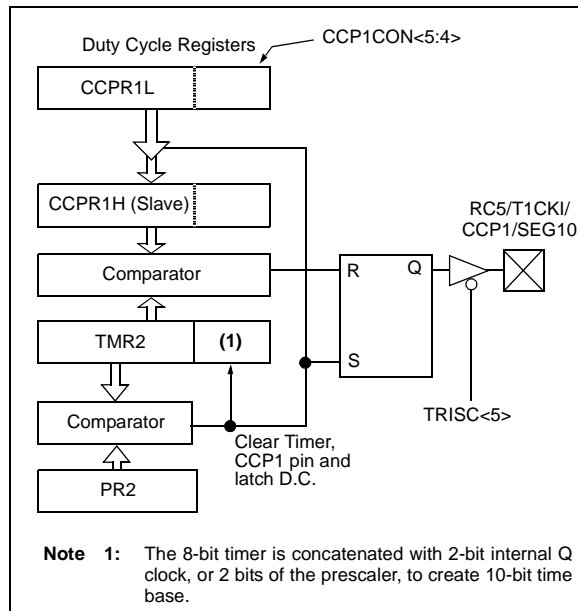 Duty Cycle Registers
CCP1CON<5:4>
CCPR1L
CCPR1H (Slave)
RC5/T1CKI/
CCP1/SEG10
Comparator
R
Q
TMR2
(1)
S
Comparator
TRISC<5>
Clear Timer,
CCP1 pin and
latch D.C.
PR2
Note 1: The 8-bit timer is concatenated with 2-bit internal Q
clock, or 2 bits of the prescaler, to create 10-bit time
base.